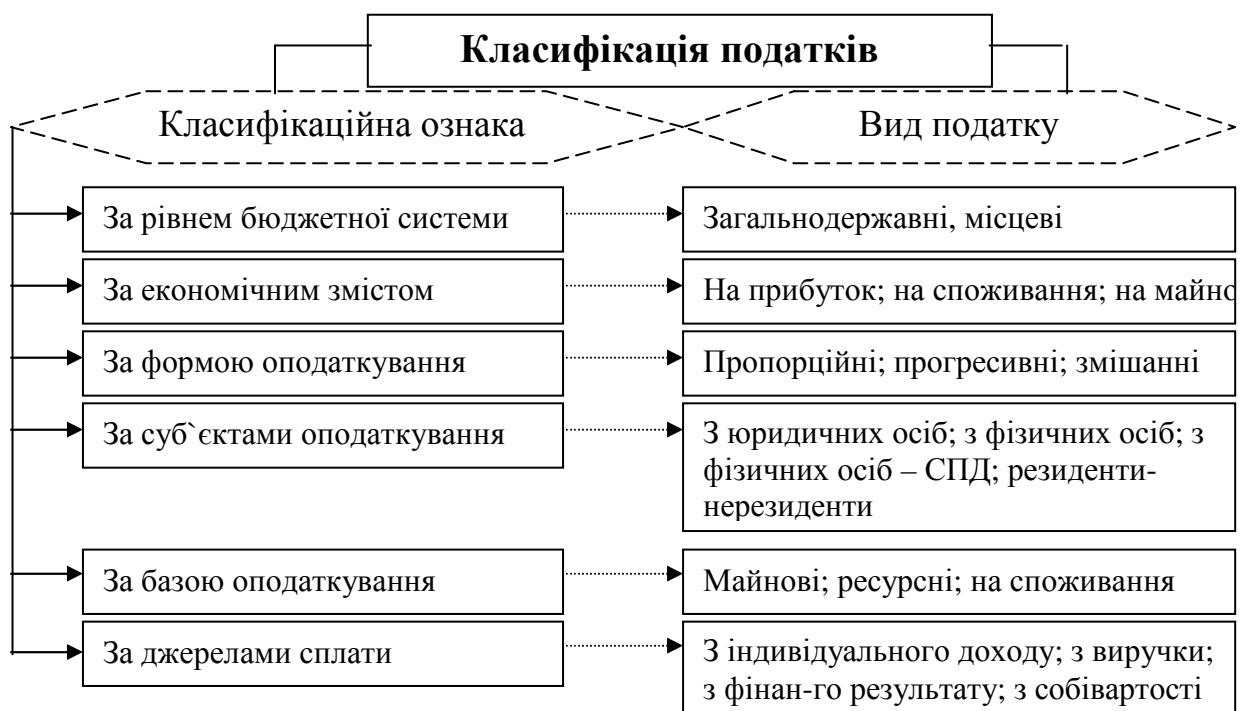 Класифікація податків
Класифікаційна ознака
Вид податку
За рівнем бюджетної системи
Загальнодержавні, місцеві
За економічним змістом
На прибуток; на споживання; на майно
За формою оподаткування
Пропорційні; прогресивні; змішанні
За суб`єктами оподаткування
З юридичних осіб; з фізичних осіб; з
фізичних осіб – СПД; резиденти-
нерезиденти
За базою оподаткування
Майнові; ресурсні; на споживання
За джерелами сплати
З індивідуального доходу; з виручки;
з фінан-го результату; з собівартості